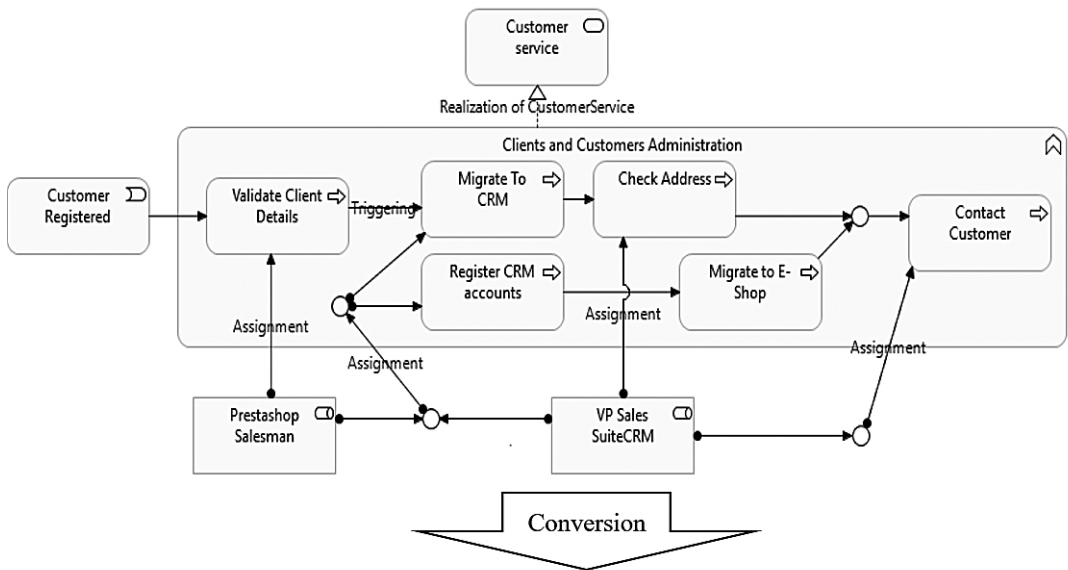 Customer
service
Realization of CustomerService
Clients and Customers Administration
Customer
Registered
Validate Client
Details
Triggering
Migrate To
CRM
Check Address
Contact
Customer
Register CRM
accounts
Migrate to E-
Shop
Assignment
Assignment
Assignment
Assignment
Prestashop
Salesman
VP Sales
SuiteCRM
Conversion